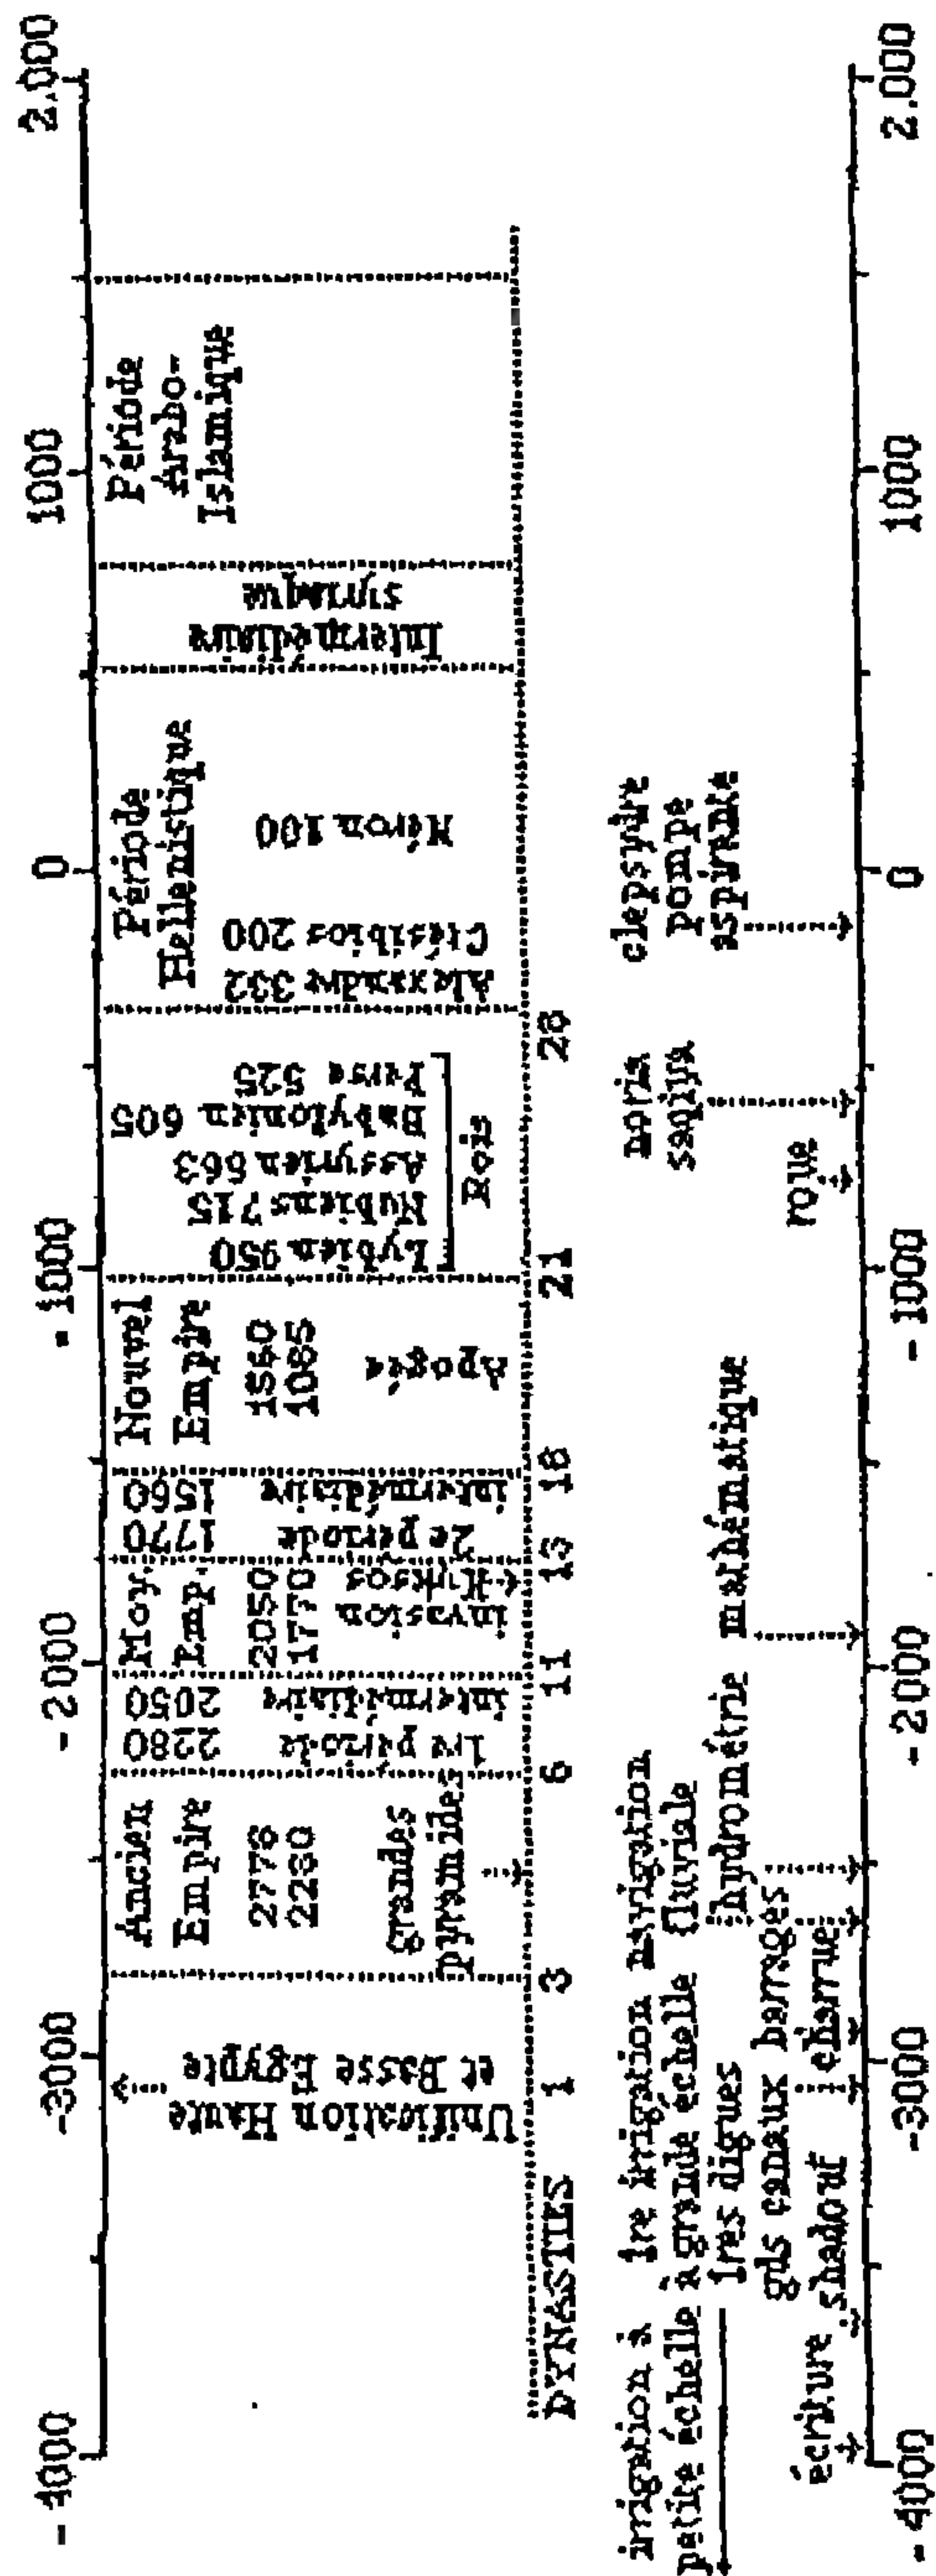 -4000 -3000 -2000 -1000 0 1000 2.000
Unification Haute
et Basse Egypte
Ancien
Empire
2778
2280
grandes
pyramides
1re période
intermédiaire
2280
2050
Moy.
Emp.
2050
1770
invasion
Hyksos
2e période
intermédiaire
1770
1560
Nouvel
Empire
1560
1085
Apogée
Lybien 950
Nubiens 715
Assyrien 663
Babylonien 605
Perse 525
Rois
Période
Hellenistique
Alexandre 332
Ctésibios 200
Héron 100
Intermédiaire
syriaque
Période
Arabo-
Islamique
DYNASTIES 1 3 6 11 13 18 21 28
irrigation à
petite échelle
1re irrigation
à grande échelle
1res digues
gds canaux
navigation
fluviale
hydrométrie
barrages
mathématique
écriture
shadouf
charrue
roue
noria
saqiya
clepsydre
pompe
aspirante
-4000 -3000 -2000 -1000 0 1000 2.000